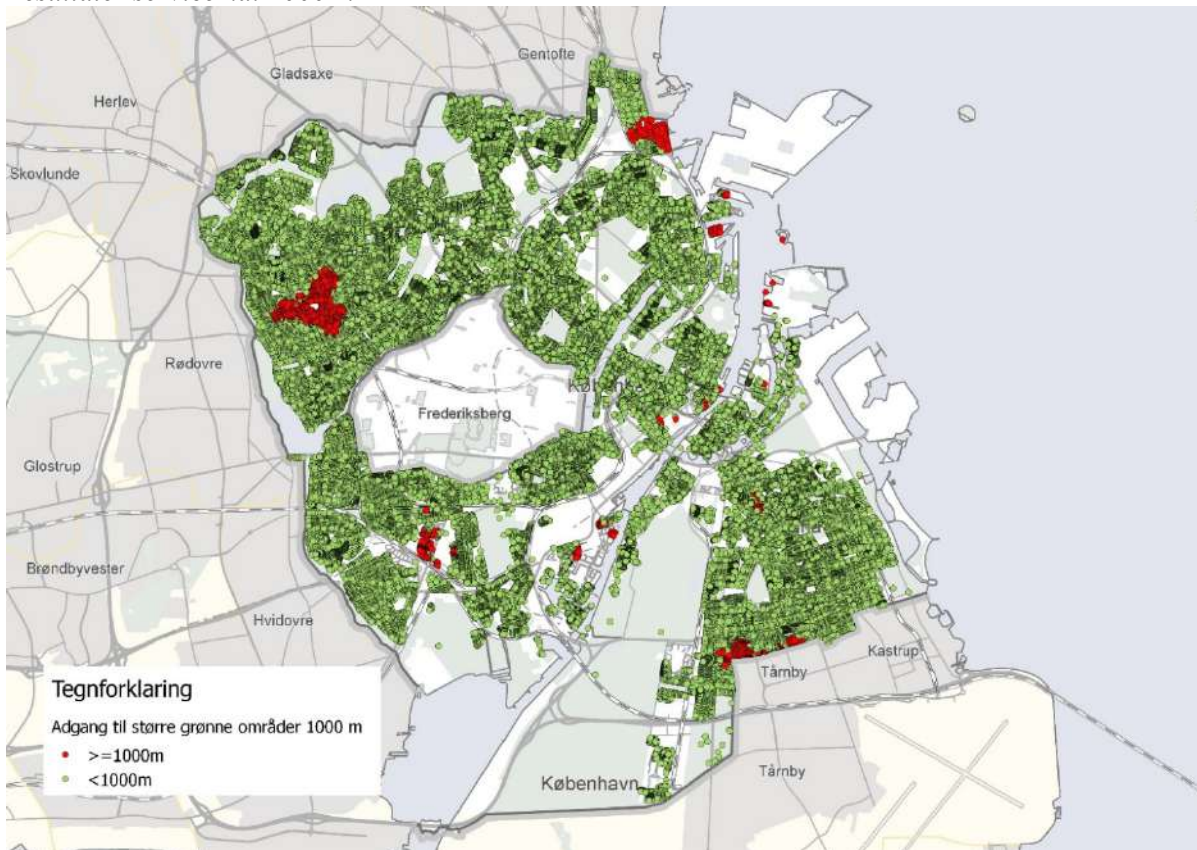 Gentofte
Gladsaxe
Herlev
Skovlunde
Rødovre
Frederiksberg
Glostrup
Brøndbyvester
Hvidovre
Kastrup
Tårnby
Tårnby
København
Tegnforklaring
Adgang til større grønne områder 1000 m
>=1000m
<1000m